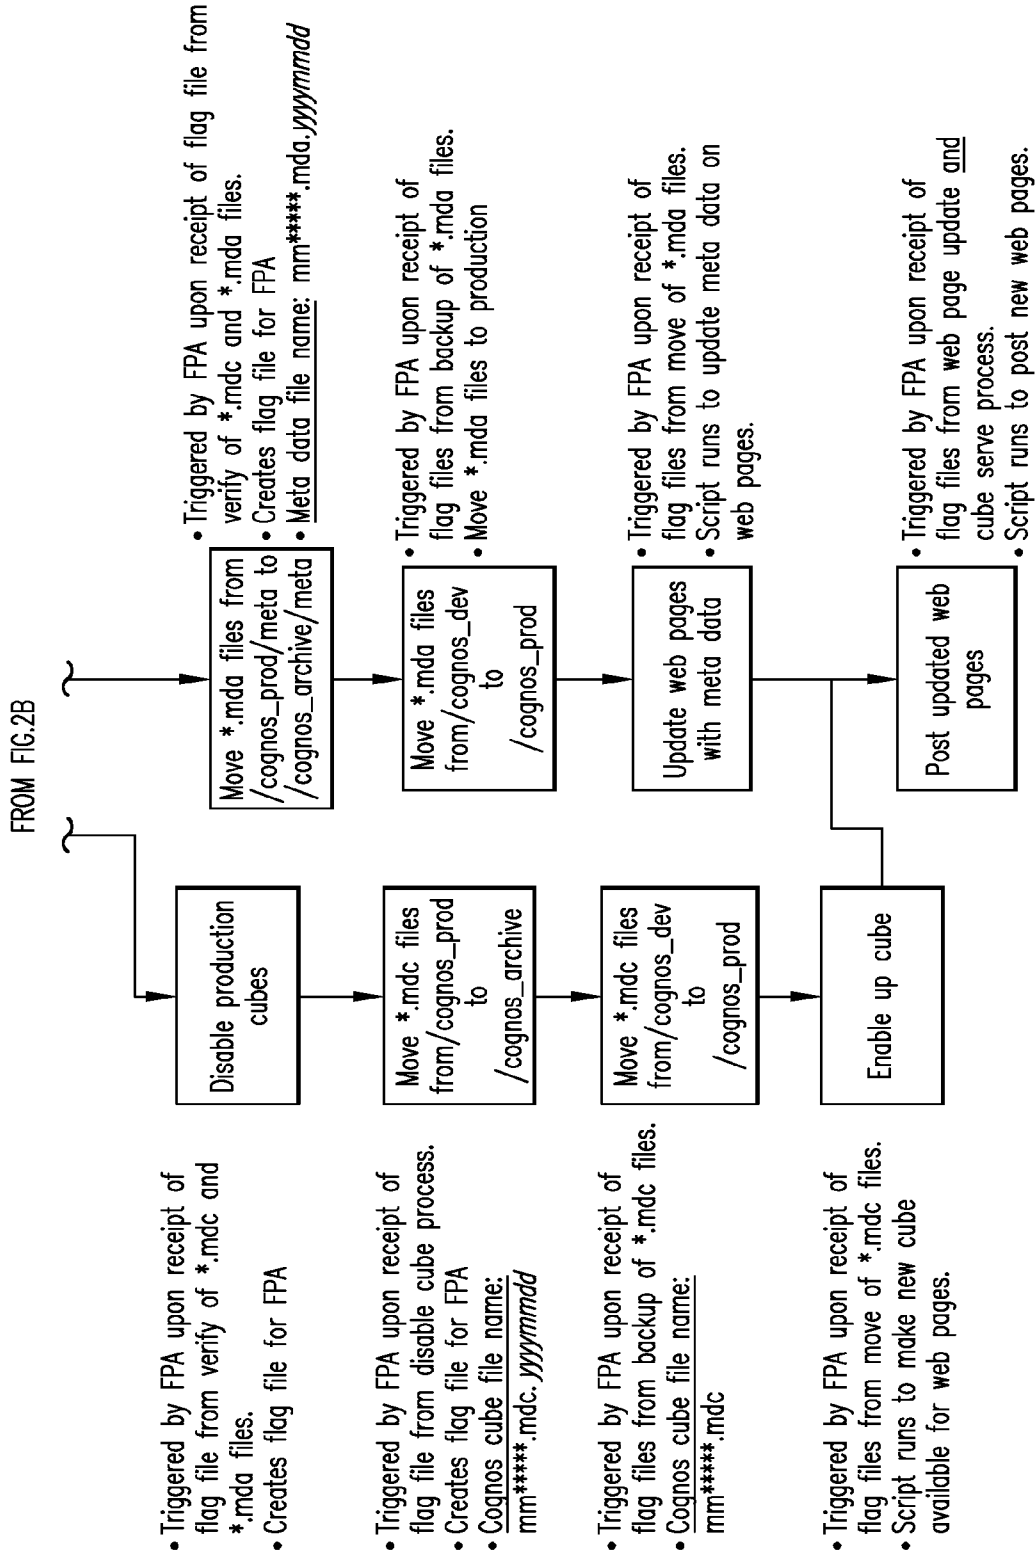 FROM FIG.2B
• Triggered by FPA upon receipt of
flag file from verify of *.mdc and
*.mda files.
• Creates flag file for FPA
Disable production
cubes
Move *.mda files from
/cognos_prod/meta to
/cognos_archive/meta
• Triggered by FPA upon receipt of flag file from
verify of *.mdc and *.mda files.
• Creates flag file for FPA
• Meta data file name: mm*****.mda.yyyymmdd
• Triggered by FPA upon receipt of
flag file from disable cube process.
• Creates flag file for FPA
• Cognos cube file name:
mm*****.mdc.yyyymmdd
Move *.mdc files
from/cognos_prod
to
/cognos_archive
Move *.mda files
from/cognos_dev
to
/cognos_prod
• Triggered by FPA upon receipt of
flag files from backup of *.mda files.
• Move *.mda files to production
• Triggered by FPA upon receipt of
flag files from backup of *.mdc files.
• Cognos cube file name:
mm*****.mdc
Move *.mdc files
from/cognos_dev
to
/cognos_prod
Update web pages
with meta data
• Triggered by FPA upon receipt of
flag files from move of *.mda files.
• Script runs to update meta data on
web pages.
• Triggered by FPA upon receipt of
flag files from move of *.mdc files.
• Script runs to make new cube
available for web pages.
Enable up cube
Post updated web
pages
• Triggered by FPA upon receipt of
flag files from web page update and
cube serve process.
• Script runs to post new web pages.